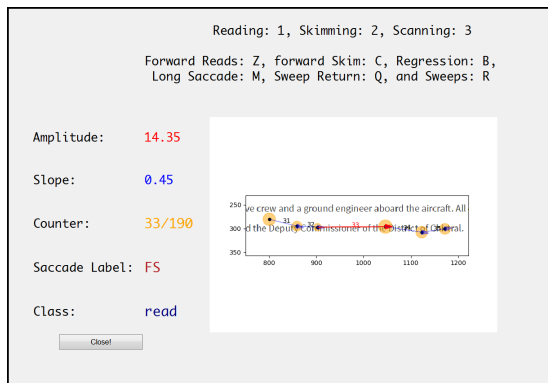 Reading: 1, Skimming: 2, Scanning: 3
Forward Reads: Z, forward Skim: C, Regression: B,
Long Saccade: M, Sweep Return: Q, and Sweeps: R
Amplitude: 14.35
Slope: 0.45
Counter: 33/190
Saccade Label: FS
Class: read
Close!
250
300
350
ve crew and a ground engineer aboard the aircraft. All
31
32
33
d the Deputy Commissioner of the District of Chitral.
800
900
1000
1100
1200